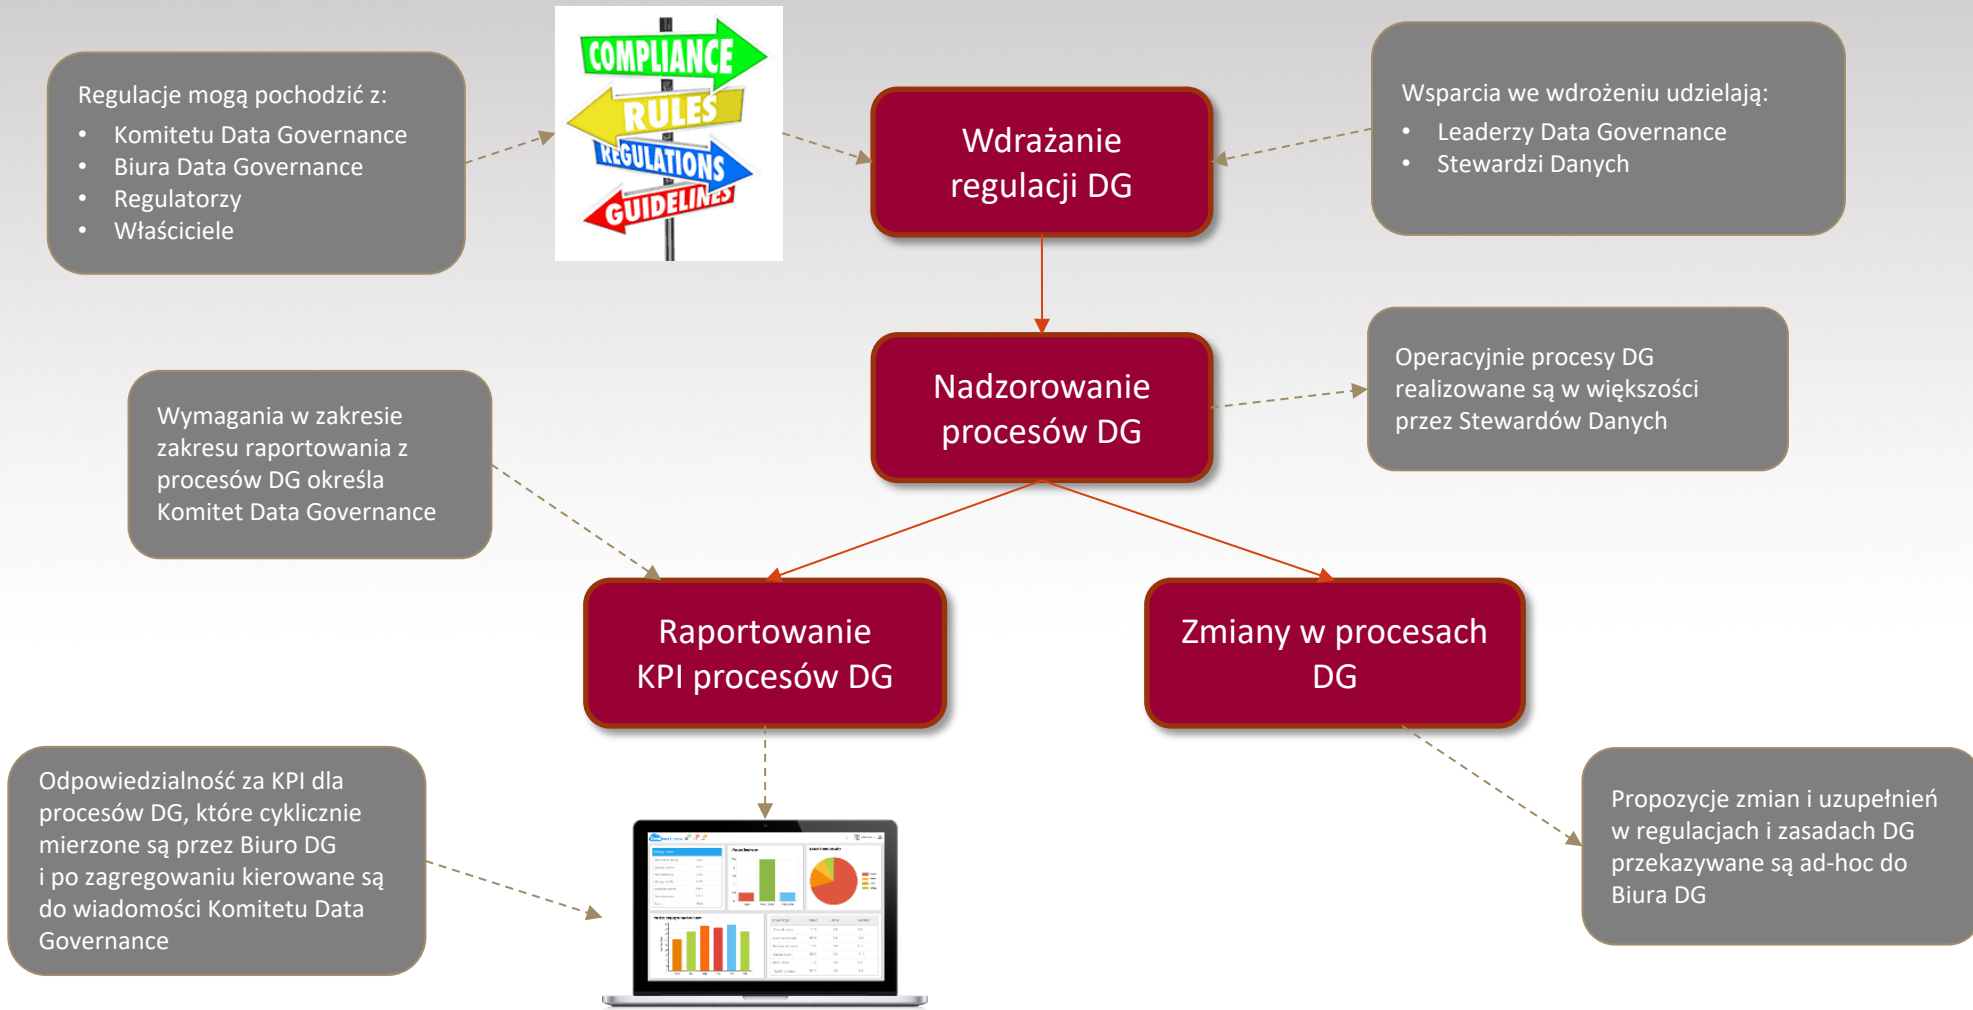 Regulacje mogą pochodzić z:
• Komitetu Data Governance
• Biura Data Governance
• Regulatorzy
• Właściciele
COMPLIANCE
RULES
REGULATIONS
GUIDELINES
Wdrażanie
regulacji DG
Wsparcia we wdrożeniu udzielają:
• Leaderzy Data Governance
• Stewardzi Danych
Nadzorowanie
procesów DG
Operacyjnie procesy DG
realizowane są w większości
przez Stewardów Danych
Wymagania w zakresie
zakresu raportowania z
procesów DG określa
Komitet Data Governance
Raportowanie
KPI procesów DG
Zmiany w procesach
DG
Odpowiedzialność za KPI dla
procesów DG, które cyklicznie
mierzone są przez Biuro DG
i po zagregowaniu kierowane są
do wiadomości Komitetu Data
Governance
Propozycje zmian i uzupełnień
w regulacjach i zasadach DG
przekazywane są ad-hoc do
Biura DG